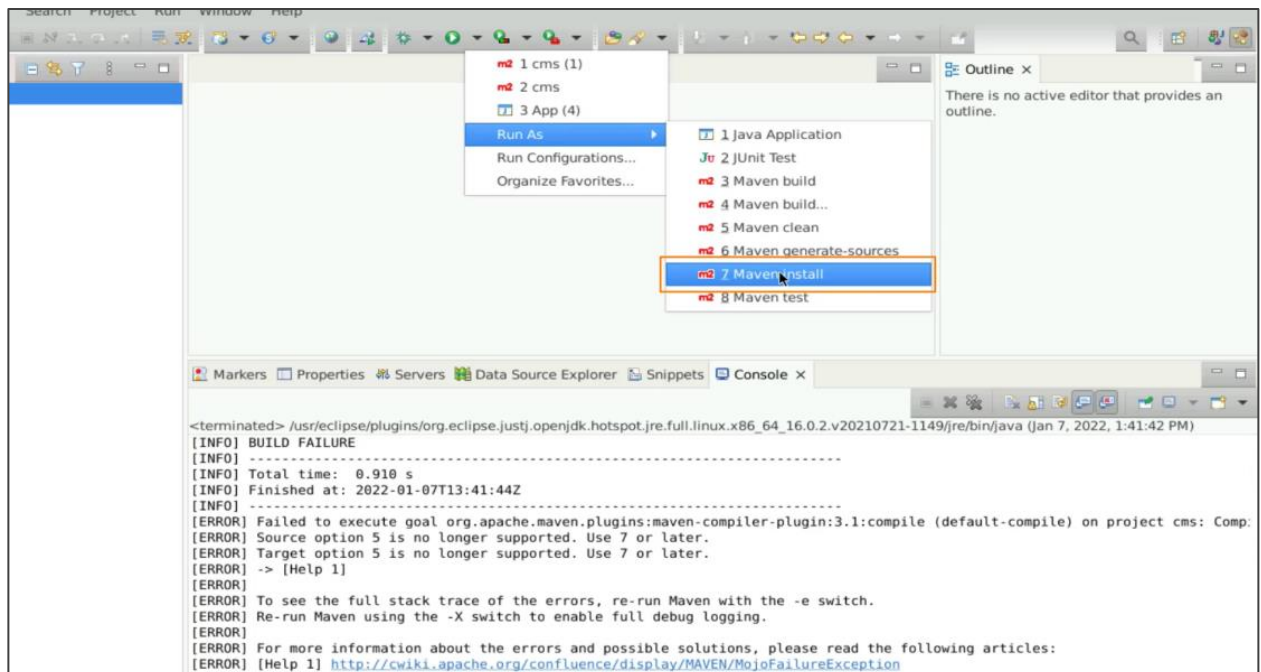 Search Project Run Window Help
m2 1 cms (1)
m2 2 cms
3 App (4)
Run As
Run Configurations...
Organize Favorites...
1 Java Application
Ju 2 JUnit Test
m2 3 Maven build
m2 4 Maven build...
m2 5 Maven clean
m2 6 Maven generate-sources
m2 7 Maven install
m2 8 Maven test
Outline
There is no active editor that provides an
outline.
Markers Properties Servers Data Source Explorer Snippets Console
<terminated> /usr/eclipse/plugins/org.eclipse.justj.openjdk.hotspot.jre.full.linux.x86_64_16.0.2.v20210721-1149/jre/bin/java (Jan 7, 2022, 1:41:42 PM)
[INFO] BUILD FAILURE
[INFO] ------------------------------------------------------------------------
[INFO] Total time:  0.910 s
[INFO] Finished at: 2022-01-07T13:41:44Z
[INFO] ------------------------------------------------------------------------
[ERROR] Failed to execute goal org.apache.maven.plugins:maven-compiler-plugin:3.1:compile (default-compile) on project cms: Comp
[ERROR] Source option 5 is no longer supported. Use 7 or later.
[ERROR] Target option 5 is no longer supported. Use 7 or later.
[ERROR] -> [Help 1]
[ERROR]
[ERROR] To see the full stack trace of the errors, re-run Maven with the -e switch.
[ERROR] Re-run Maven using the -X switch to enable full debug logging.
[ERROR]
[ERROR] For more information about the errors and possible solutions, please read the following articles:
[ERROR] [Help 1] http://cwiki.apache.org/confluence/display/MAVEN/MojoFailureException